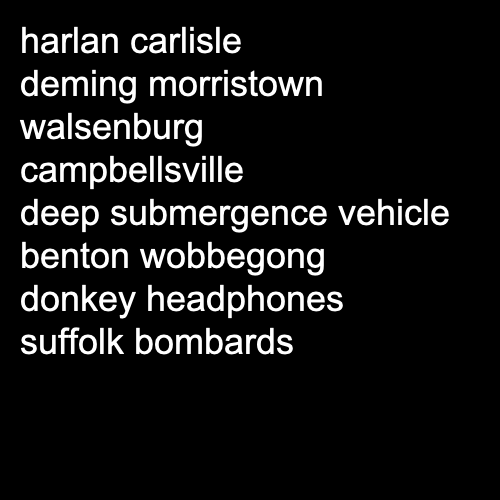 harlan carlisle
deming morristown
walsenburg
campbellsville
deep submergence vehicle
benton wobbegong
donkey headphones
suffolk bombards